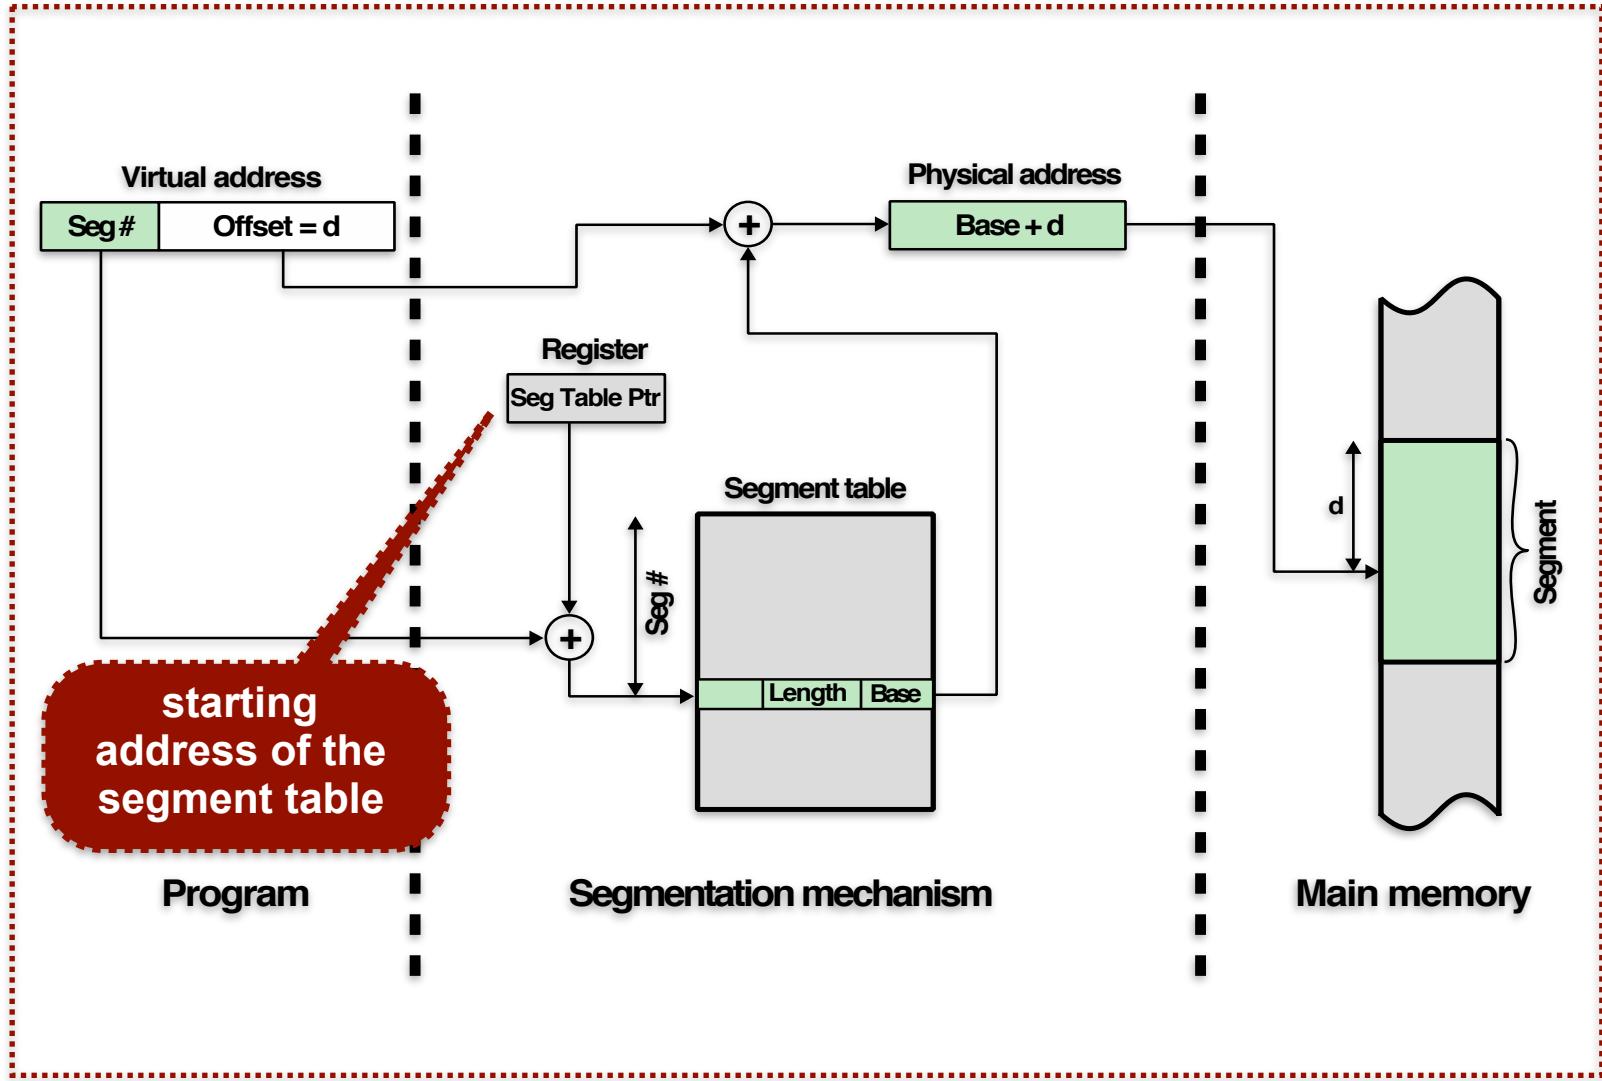 Virtual address
Seg # Offset = d
+
Physical address
Base + d
Register
Seg Table Ptr
Segment table
Seg #
+
Length Base
d
Segment
starting
address of the
segment table
Program
Segmentation mechanism
Main memory